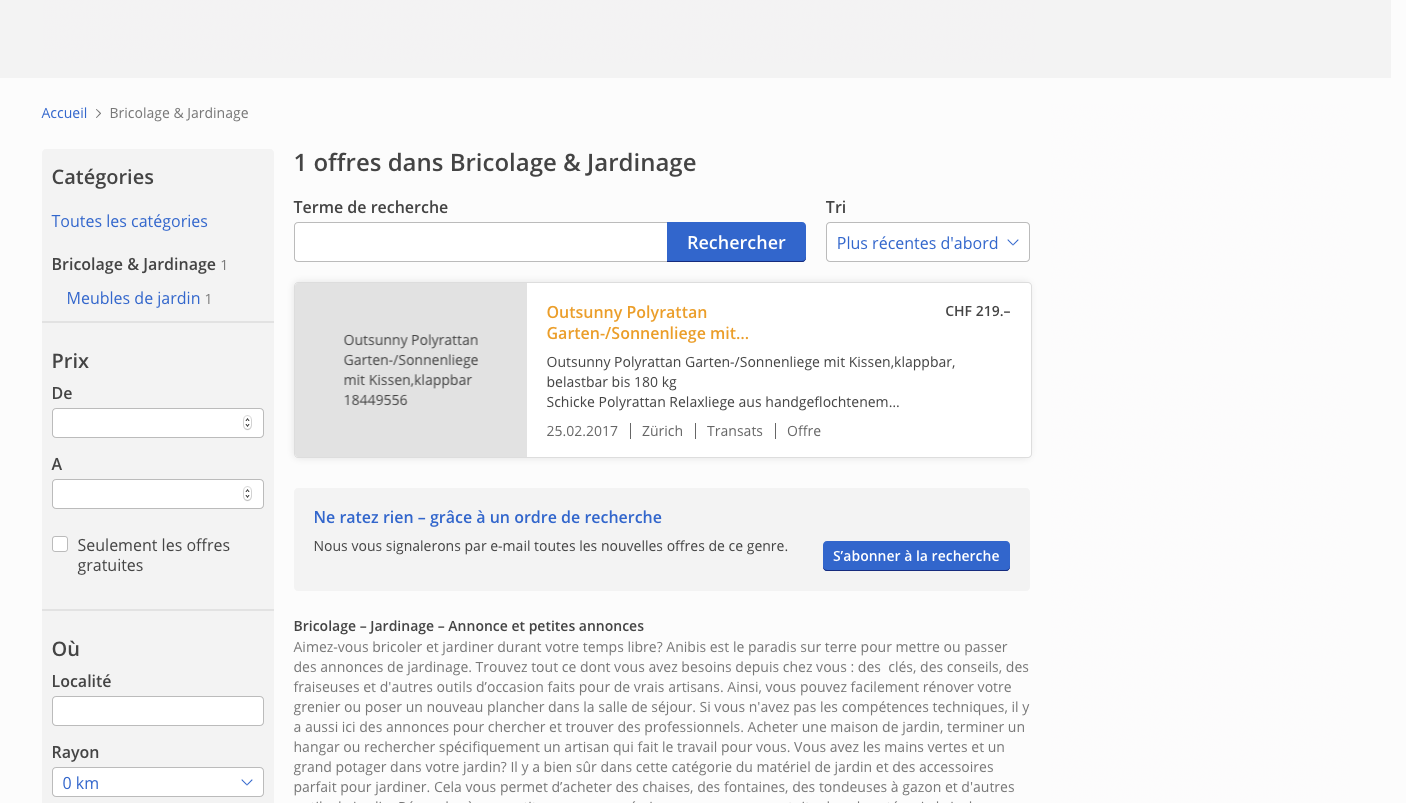 Accueil > Bricolage & Jardinage
Catégories
Toutes les catégories
Bricolage & Jardinage 1
Meubles de jardin 1
Prix
De
A
Seulement les offres
gratuites
Où
Localité
Rayon
0 km
1 offres dans Bricolage & Jardinage
Terme de recherche
Rechercher
Tri
Plus récentes d'abord
Outsunny Polyrattan
Garten-/Sonnenliege
mit Kissen,klappbar
18449556
Outsunny Polyrattan
Garten-/Sonnenliege mit...
CHF 219.–
Outsunny Polyrattan Garten-/Sonnenliege mit Kissen,klappbar,
belastbar bis 180 kg
Schicke Polyrattan Relaxliege aus handgeflochtenem...
25.02.2017 | Zürich | Transats | Offre
Ne ratez rien – grâce à un ordre de recherche
Nous vous signalerons par e-mail toutes les nouvelles offres de ce genre.
S’abonner à la recherche
Bricolage – Jardinage – Annonce et petites annonces
Aimez-vous bricoler et jardiner durant votre temps libre? Anibis est le paradis sur terre pour mettre ou passer
des annonces de jardinage. Trouvez tout ce dont vous avez besoins depuis chez vous : des  clés, des conseils, des
fraiseuses et d'autres outils d’occasion faits pour de vrais artisans. Ainsi, vous pouvez facilement rénover votre
grenier ou poser un nouveau plancher dans la salle de séjour. Si vous n'avez pas les compétences techniques, il y
a aussi ici des annonces pour chercher et trouver des professionnels. Acheter une maison de jardin, terminer un
hangar ou rechercher spécifiquement un artisan qui fait le travail pour vous. Vous avez les mains vertes et un
grand potager dans votre jardin? Il y a bien sûr dans cette catégorie du matériel de jardin et des accessoires
parfait pour jardiner. Cela vous permet d’acheter des chaises, des fontaines, des tondeuses à gazon et d'autres